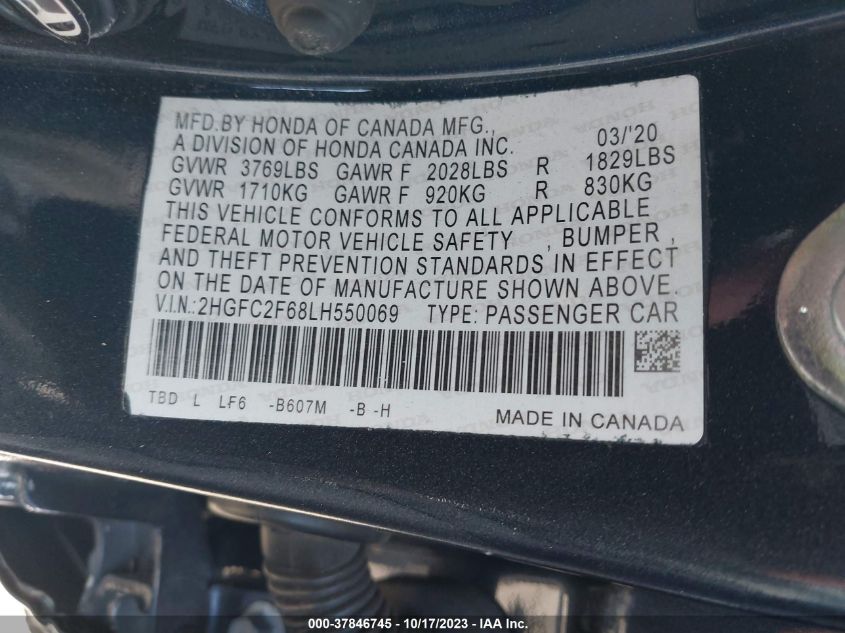 MFD.BY HONDA OF CANADA MFG.,
A DIVISION OF HONDA CANADA INC. 03/'20
GVWR 3769LBS GAWR F 2028LBS R 1829LBS
GVWR 1710KG GAWR F 920KG R 830KG
THIS VEHICLE CONFORMS TO ALL APPLICABLE
FEDERAL MOTOR VEHICLE SAFETY , BUMPER ,
AND THEFT PREVENTION STANDARDS IN EFFECT
ON THE DATE OF MANUFACTURE SHOWN ABOVE.
V.I.N.:2HGFC2F68LH550069 TYPE: PASSENGER CAR
TBD L LF6 -B607M -B -H
MADE IN CANADA
000-37846745 - 10/17/2023 - IAA Inc.